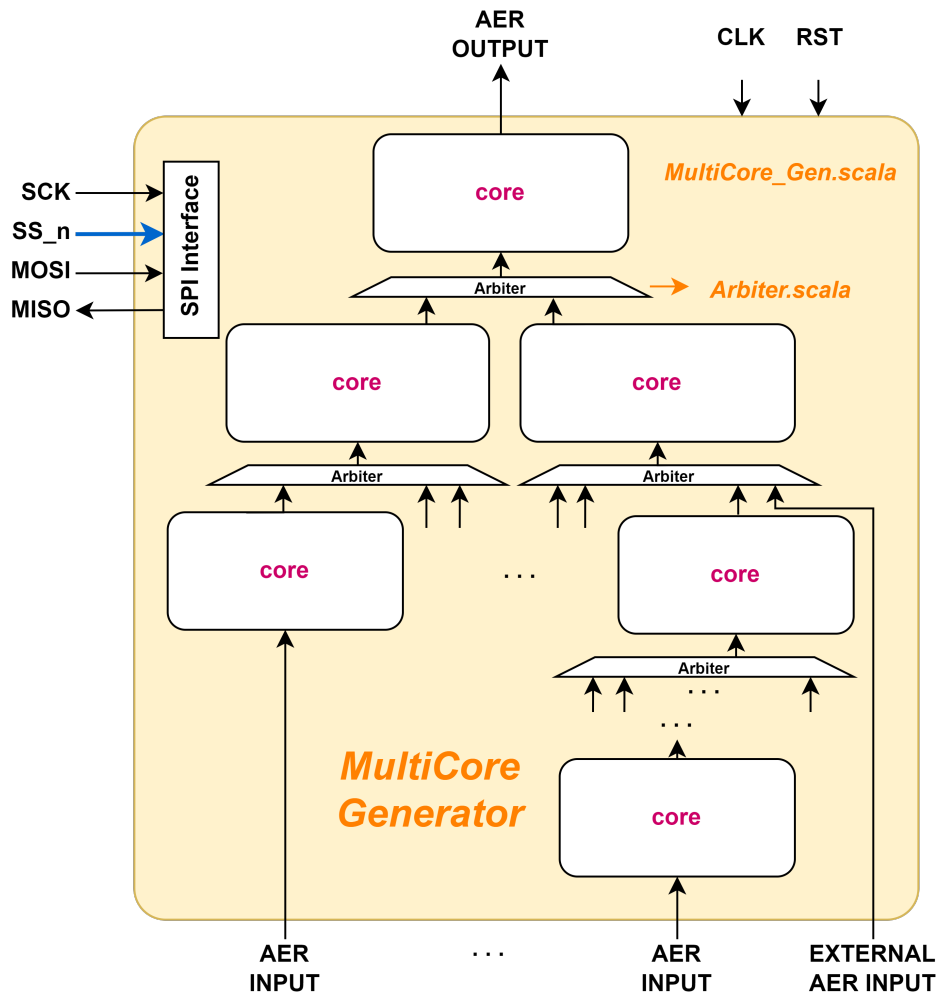 AER
OUTPUT
CLK
RST
MultiCore_Gen.scala
SCK
SS_n
MOSI
MISO
SPI Interface
core
Arbiter
Arbiter.scala
core
core
Arbiter
Arbiter
core
. . .
core
Arbiter
. . .
. . .
MultiCore
Generator
core
AER
INPUT
. . .
AER
INPUT
EXTERNAL
AER INPUT